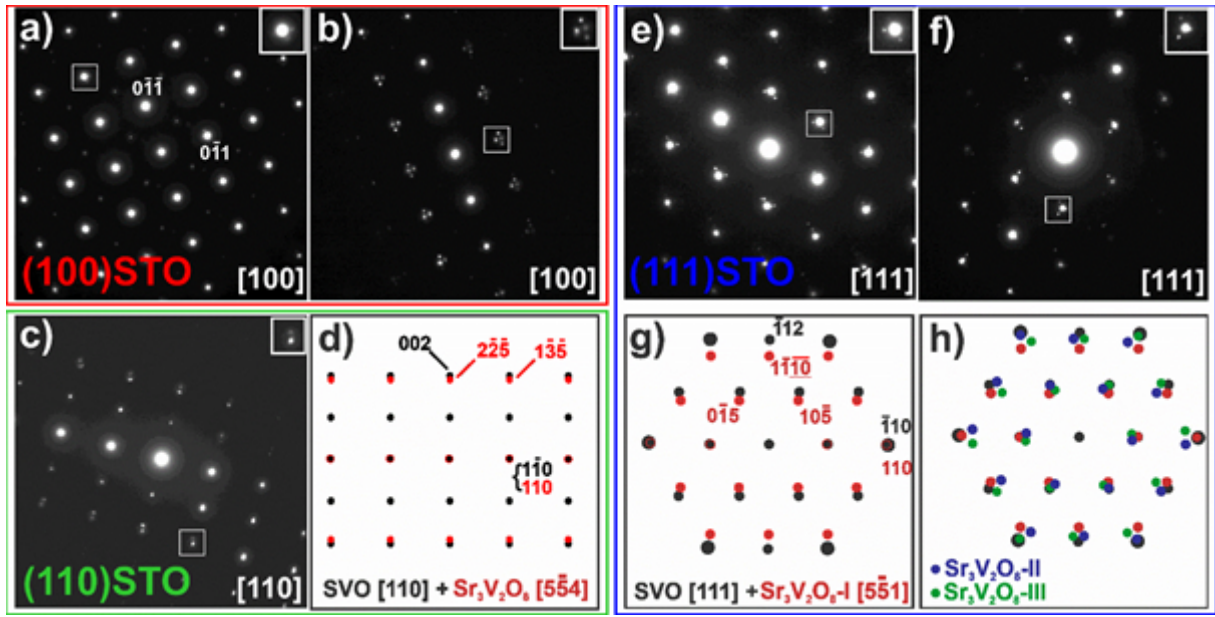 a)
01̄1̄
01̄1
(100)STO
[100]
b)
[100]
e)
(111)STO
[111]
f)
[111]
c)
(110)STO
[110]
d)
002
22̄5̄
13̄5̄
11̄0
110
SVO [110] + Sr₃V₂O₈ [55̄4]
g)
1̄12
11̄1̄0̄
01̄5
105̄
1̄10
110
SVO [111] +Sr₃V₂O₈-I [55̄1]
h)
Sr₃V₂O₈-II
Sr₃V₂O₈-III